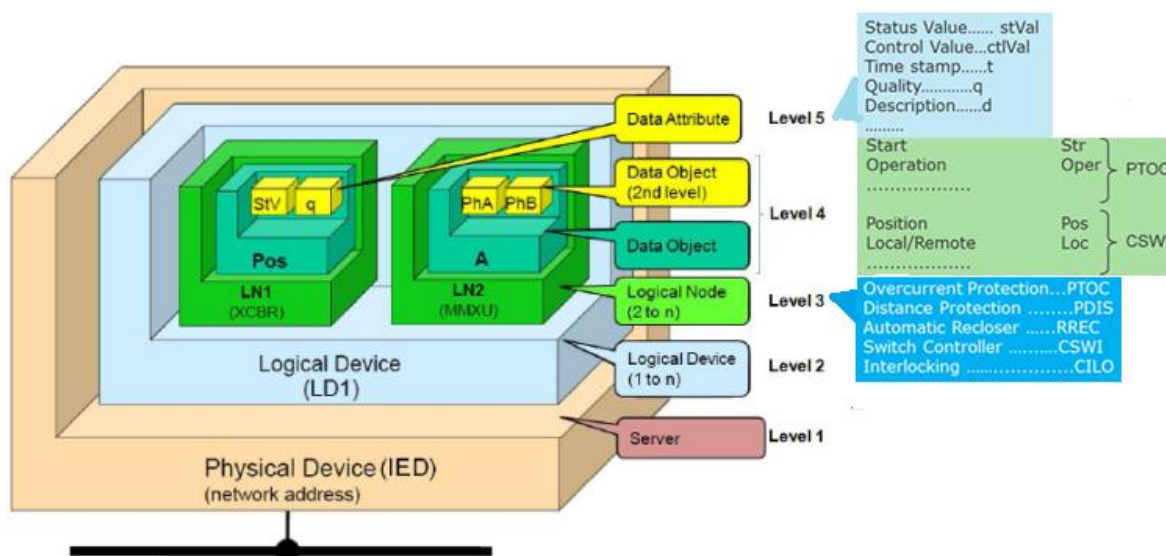 Status Value...... stVal
Control Value...ctlVal
Time stamp......t
Quality............q
Description......d
.........
Start Str
Operation Oper
PTOC
..................
Position Pos
Local/Remote Loc
CSWI
..................
Overcurrent Protection...PTOC
Distance Protection ........PDIS
Automatic Recloser ......RREC
Switch Controller ..........CSWI
Interlocking ....................CILO
Data Attribute
Level 5
Data Object
(2nd level)
Level 4
Data Object
Logical Node
(2 to n)
Level 3
Logical Device
(1 to n)
Level 2
Server
Level 1
StV
q
Pos
LN1
(XCBR)
PhA
PhB
A
LN2
(MMXU)
Logical Device
(LD1)
Physical Device (IED)
(network address)